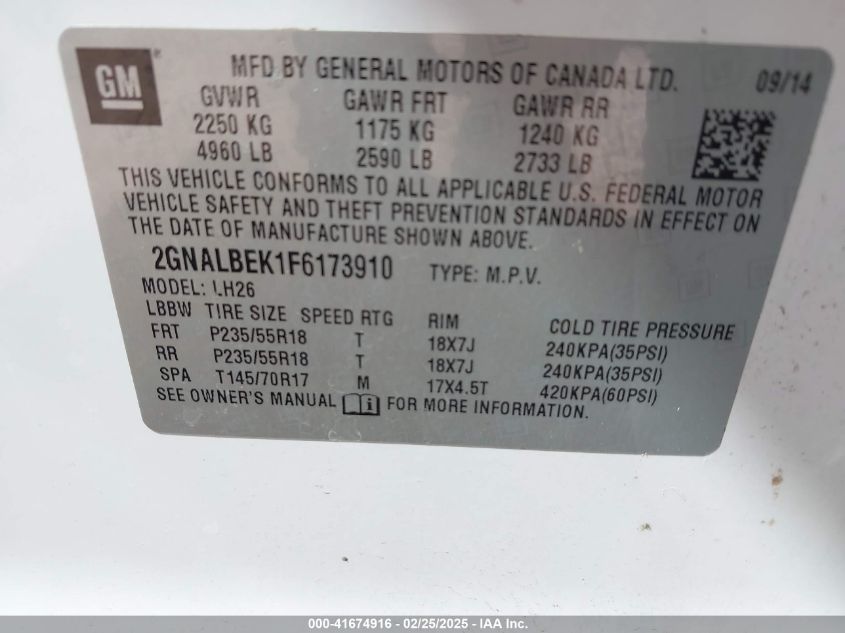 GM
MFD BY GENERAL MOTORS OF CANADA LTD. 09/14
GVWR GAWR FRT GAWR RR
2250 KG 1175 KG 1240 KG
4960 LB 2590 LB 2733 LB
THIS VEHICLE CONFORMS TO ALL APPLICABLE U.S. FEDERAL MOTOR
VEHICLE SAFETY AND THEFT PREVENTION STANDARDS IN EFFECT ON
THE DATE OF MANUFACTURE SHOWN ABOVE.
2GNALBEK1F6173910 TYPE: M.P.V.
MODEL: LH26
LBBW TIRE SIZE SPEED RTG RIM COLD TIRE PRESSURE
FRT P235/55R18 T 18X7J 240KPA(35PSI)
RR P235/55R18 T 18X7J 240KPA(35PSI)
SPA T145/70R17 M 17X4.5T 420KPA(60PSI)
SEE OWNER'S MANUAL i FOR MORE INFORMATION.
000-41674916 - 02/25/2025 - IAA Inc.